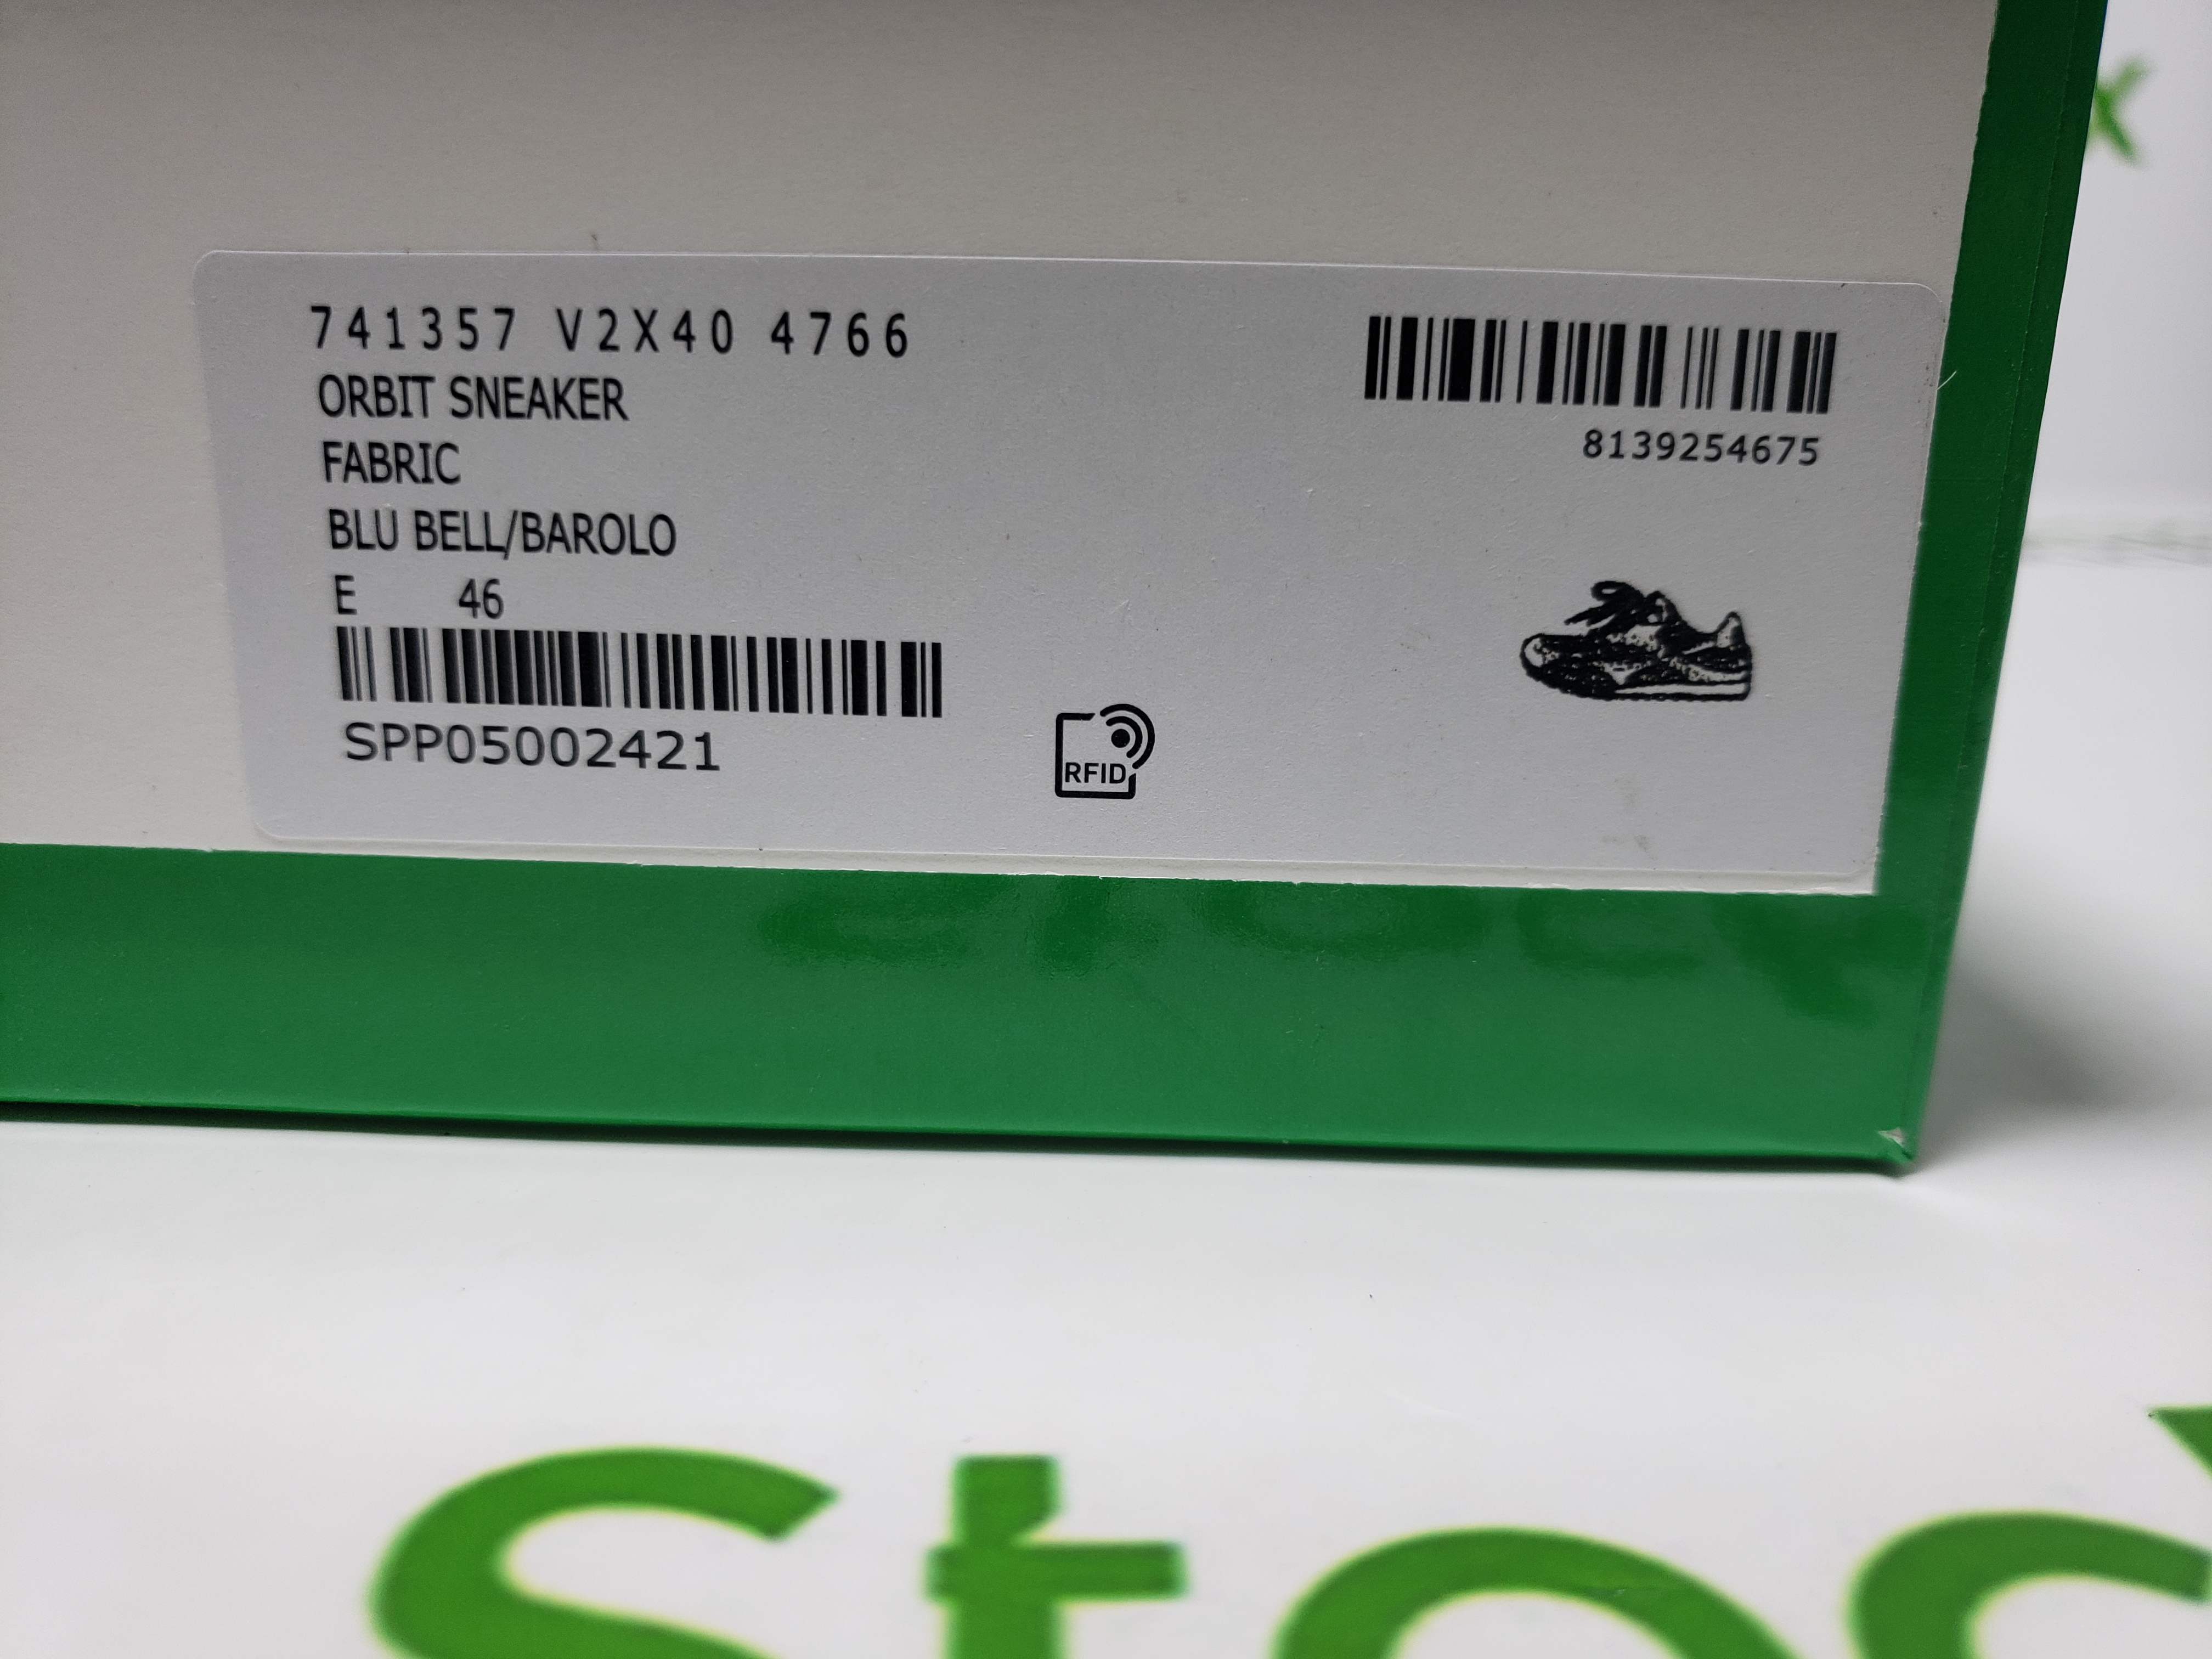 741357 V2X40 4766
ORBIT SNEAKER
FABRIC
BLU BELL/BAROLO
E 46
SPP05002421
8139254675
RFID